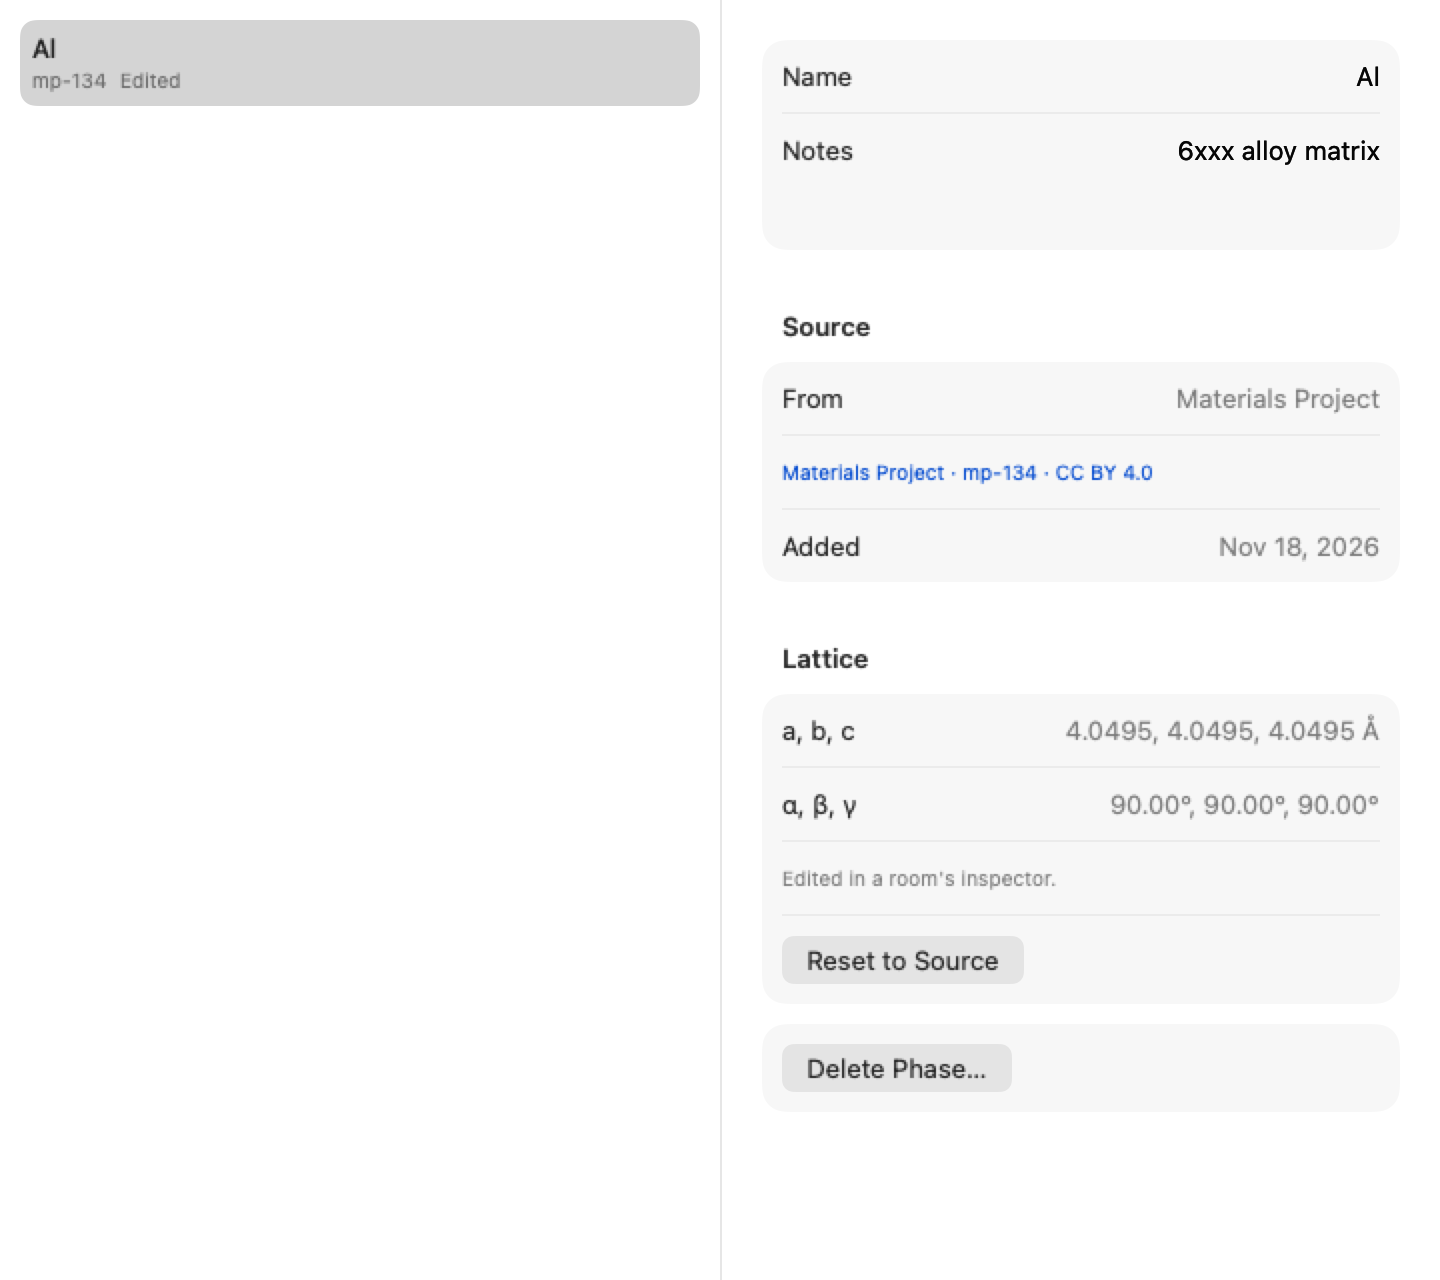 Al
mp-134 Edited
Name Al
Notes 6xxx alloy matrix
Source
From Materials Project
Materials Project · mp-134 · CC BY 4.0
Added Nov 18, 2026
Lattice
a, b, c 4.0495, 4.0495, 4.0495 Å
α, β, γ 90.00°, 90.00°, 90.00°
Edited in a room's inspector.
Reset to Source
Delete Phase...